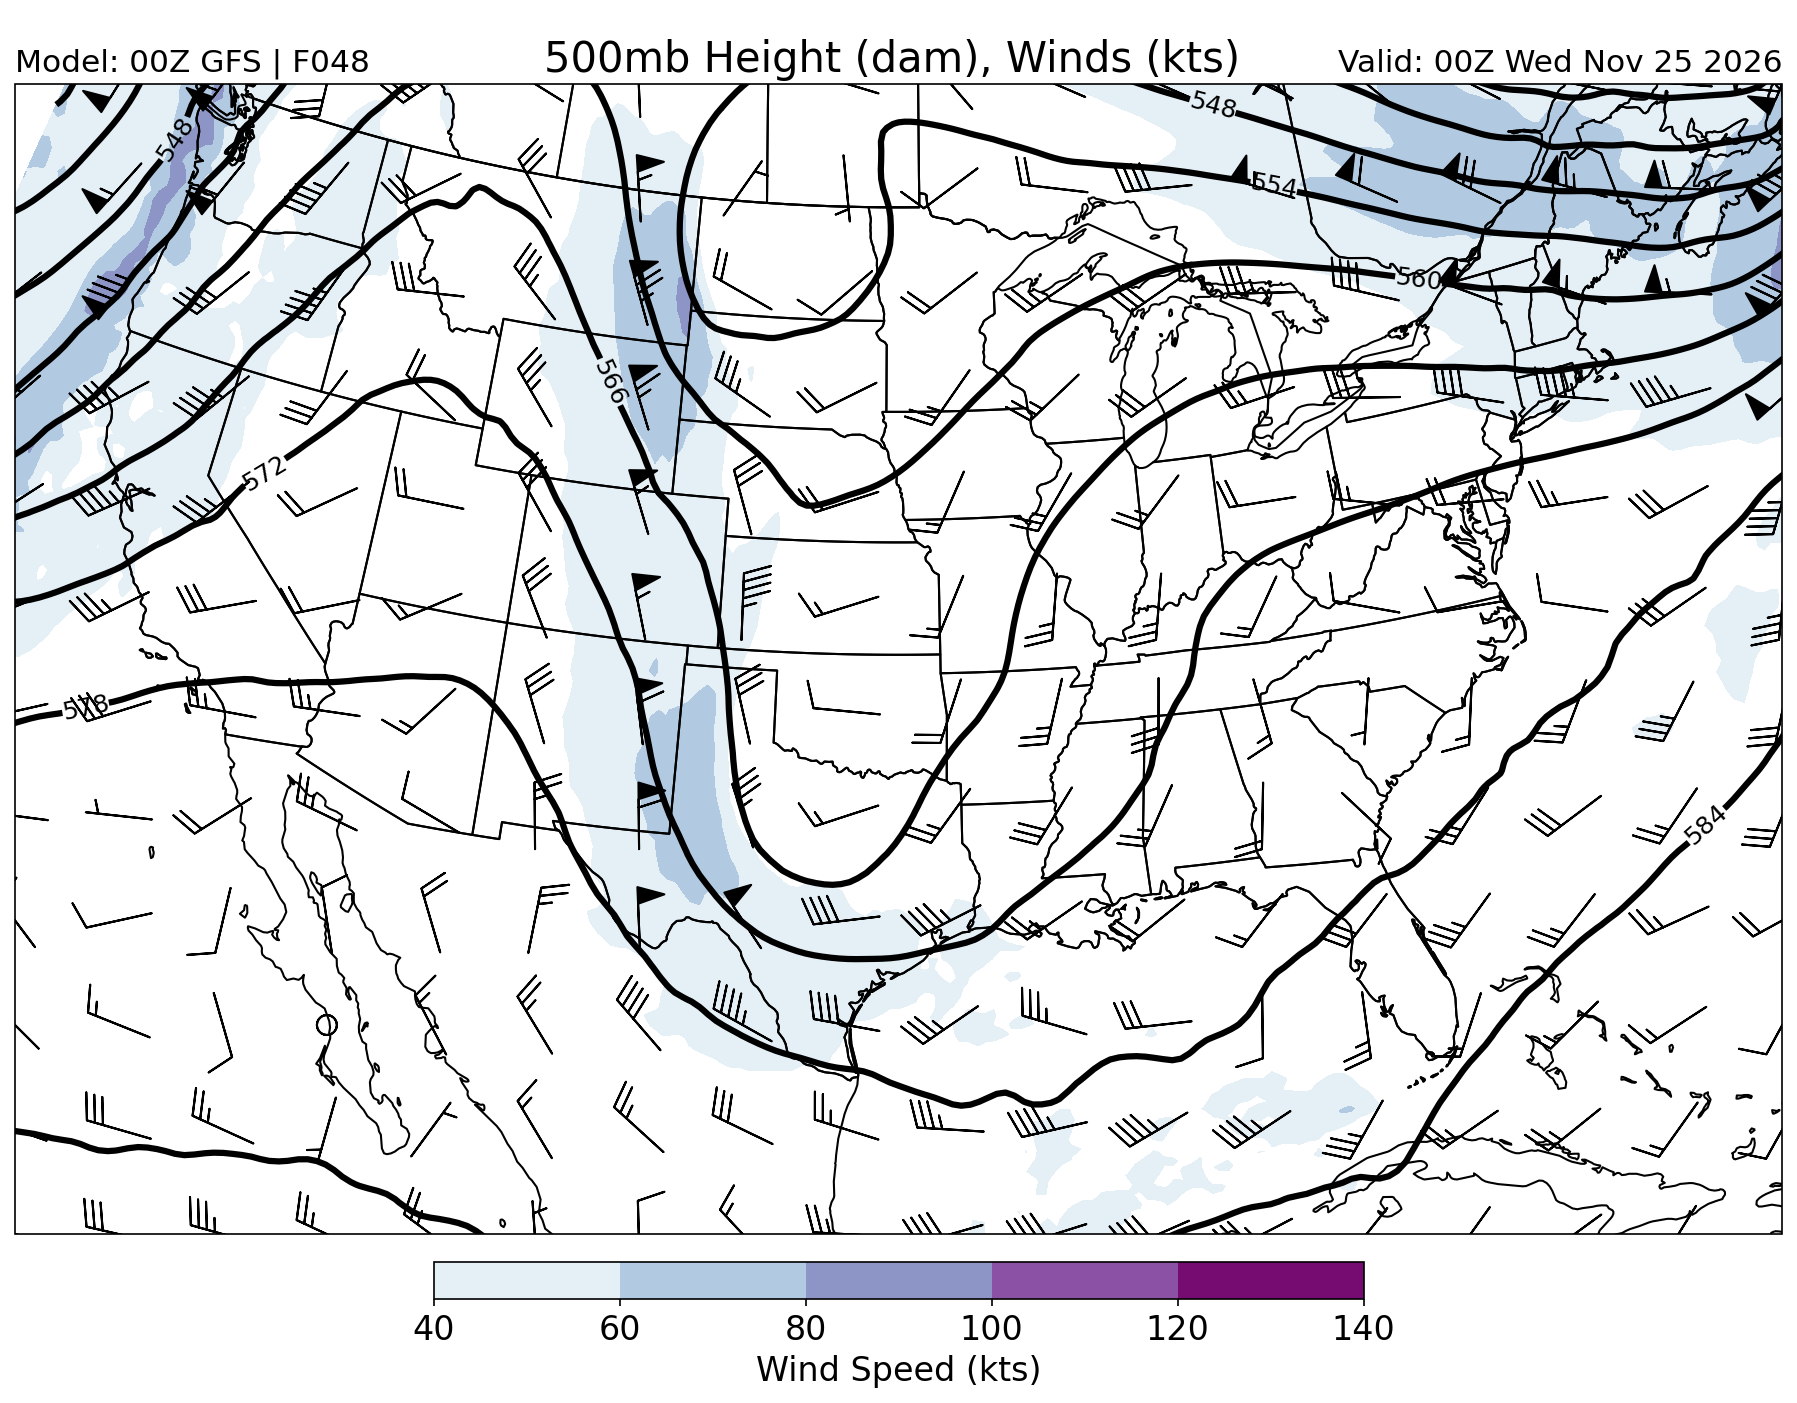 Model: 00Z GFS | F048
500mb Height (dam), Winds (kts)
Valid: 00Z Wed Nov 25 2026
548
548
554
560
566
572
578
584
40 60 80 100 120 140
Wind Speed (kts)